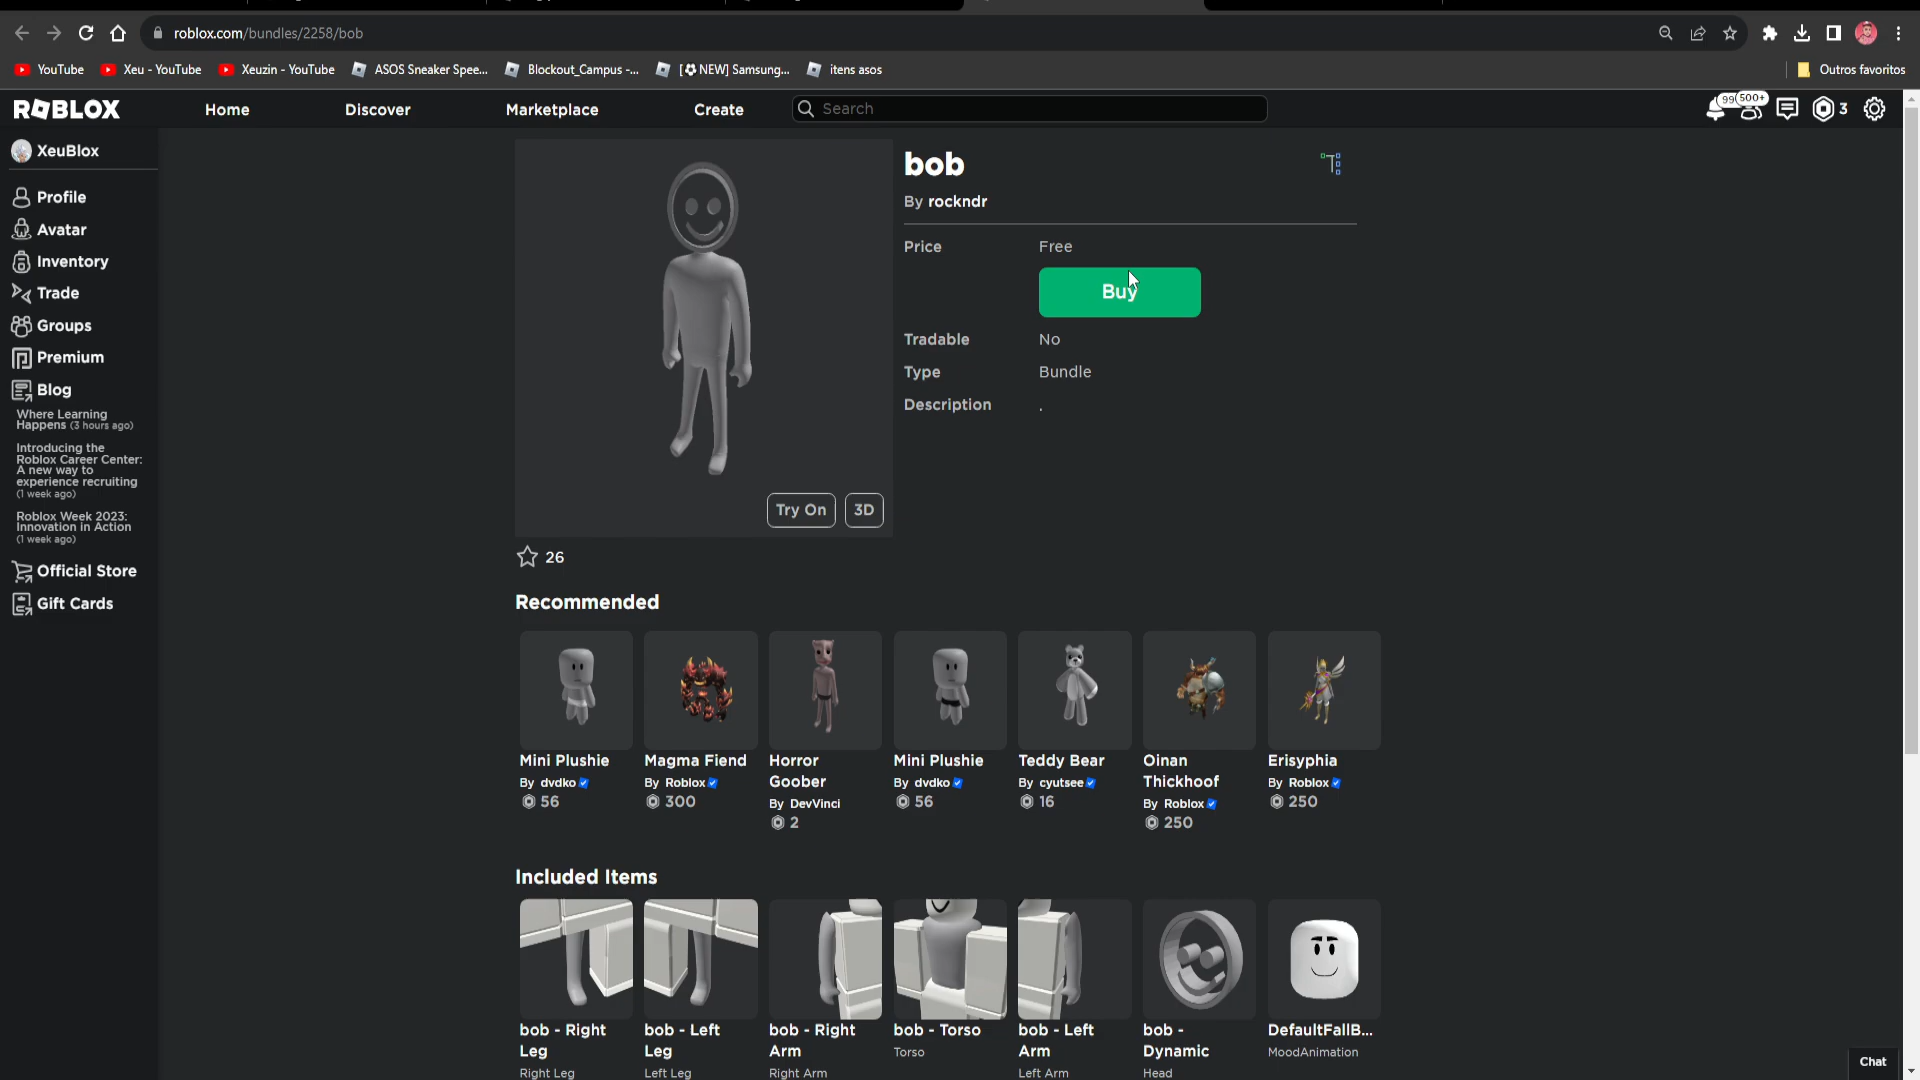 roblox.com/bundles/2258/bob
YouTube
Xeu - YouTube
Xeuzin - YouTube
ASOS Sneaker Spee...
Blockout_Campus -...
[⚽NEW] Samsung...
itens asos
Outros favoritos
ROBLOX
Home
Discover
Marketplace
Create
Search
99
500+
3
XeuBlox
Profile
Avatar
Inventory
Trade
Groups
Premium
Blog
Where Learning
Happens (3 hours ago)
Introducing the
Roblox Career Center:
A new way to
experience recruiting
(1 week ago)
Roblox Week 2023:
Innovation in Action
(1 week ago)
Official Store
Gift Cards
Try On
3D
26
bob
By rockndr
Price
Free
Buy
Tradable
No
Type
Bundle
Description
.
Recommended
Mini Plushie
By dvdko
56
Magma Fiend
By Roblox
300
Horror
Goober
By DevVinci
2
Mini Plushie
By dvdko
56
Teddy Bear
By cyutsee
16
Oinan
Thickhoof
By Roblox
250
Erisyphia
By Roblox
250
Included Items
bob - Right
Leg
Right Leg
bob - Left
Leg
Left Leg
bob - Right
Arm
Right Arm
bob - Torso
Torso
bob - Left
Arm
Left Arm
bob -
Dynamic
Head
DefaultFallB...
MoodAnimation
Chat